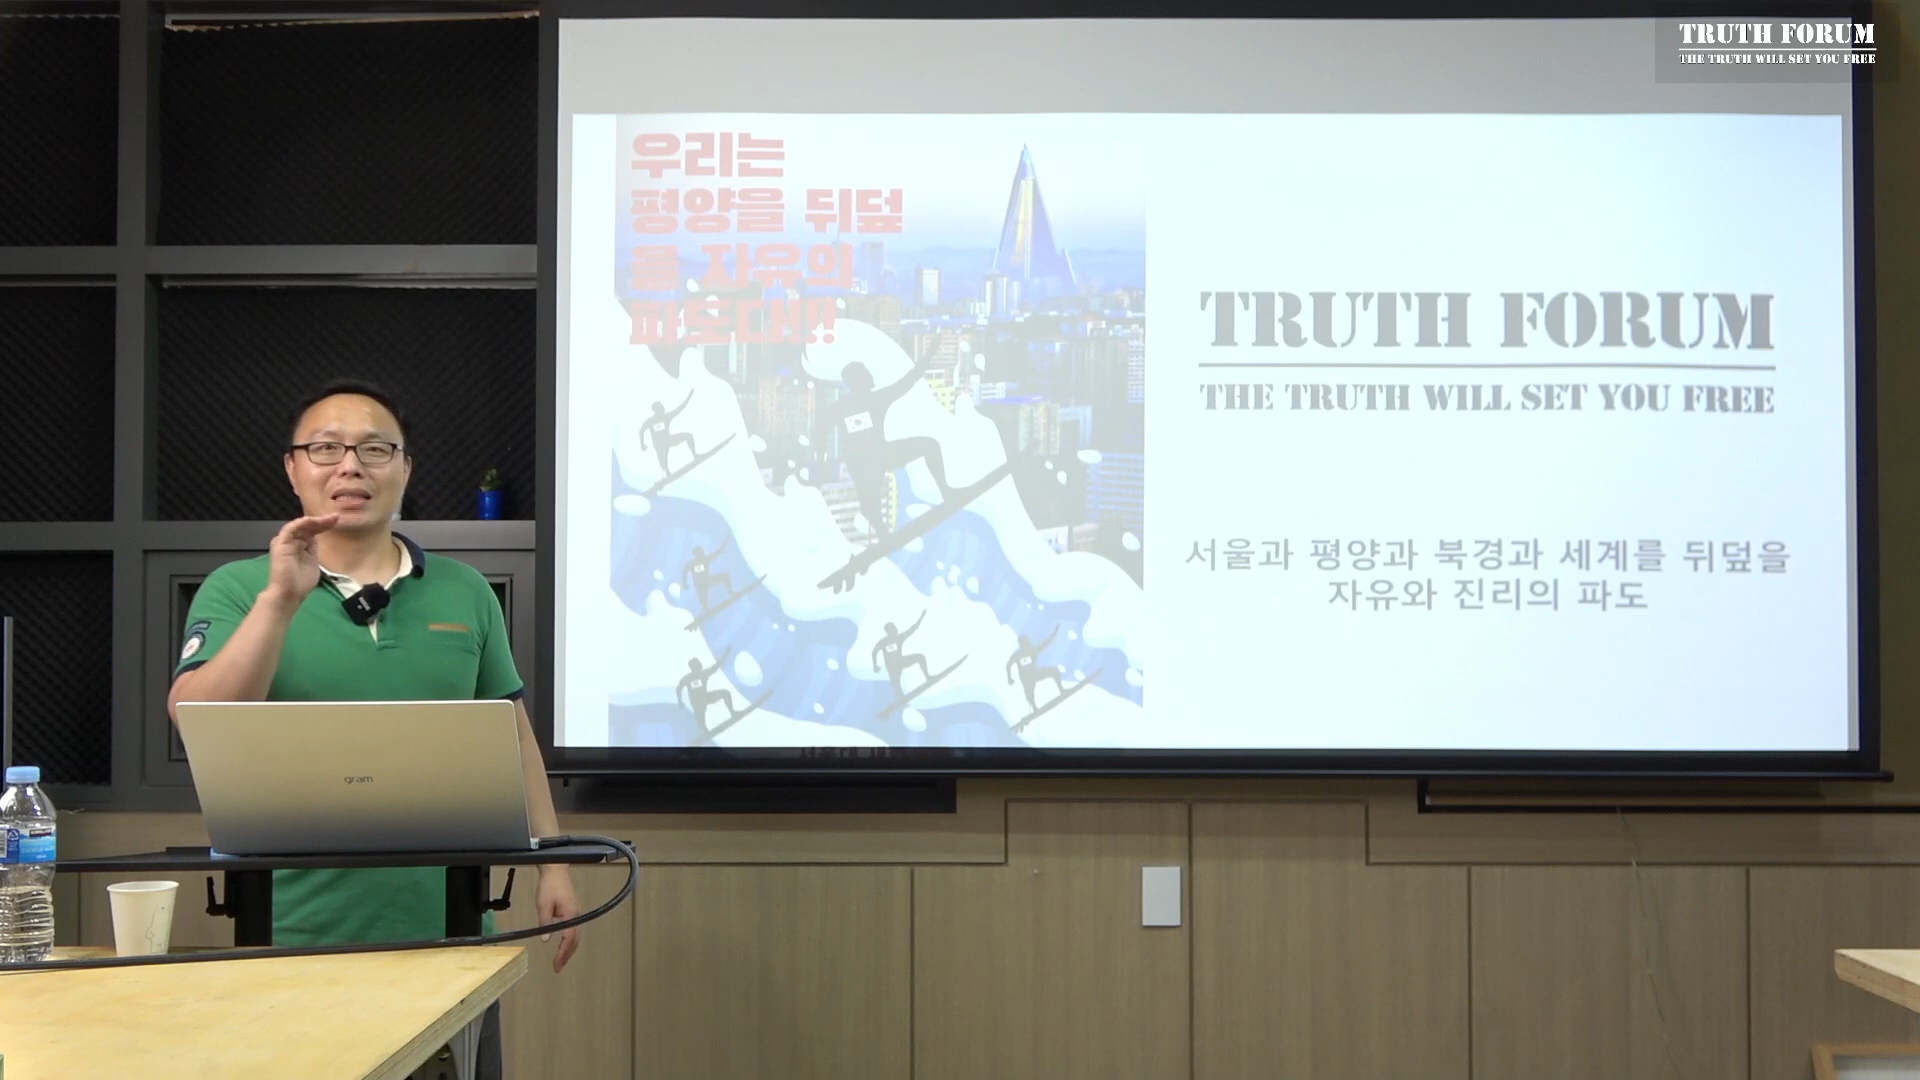 TRUTH FORUM
THE TRUTH WILL SET YOU FREE
우리는
평양을 뒤덮
을 자유의
파도다!!
TRUTH FORUM
THE TRUTH WILL SET YOU FREE
서울과 평양과 북경과 세계를 뒤덮을
자유와 진리의 파도
gram